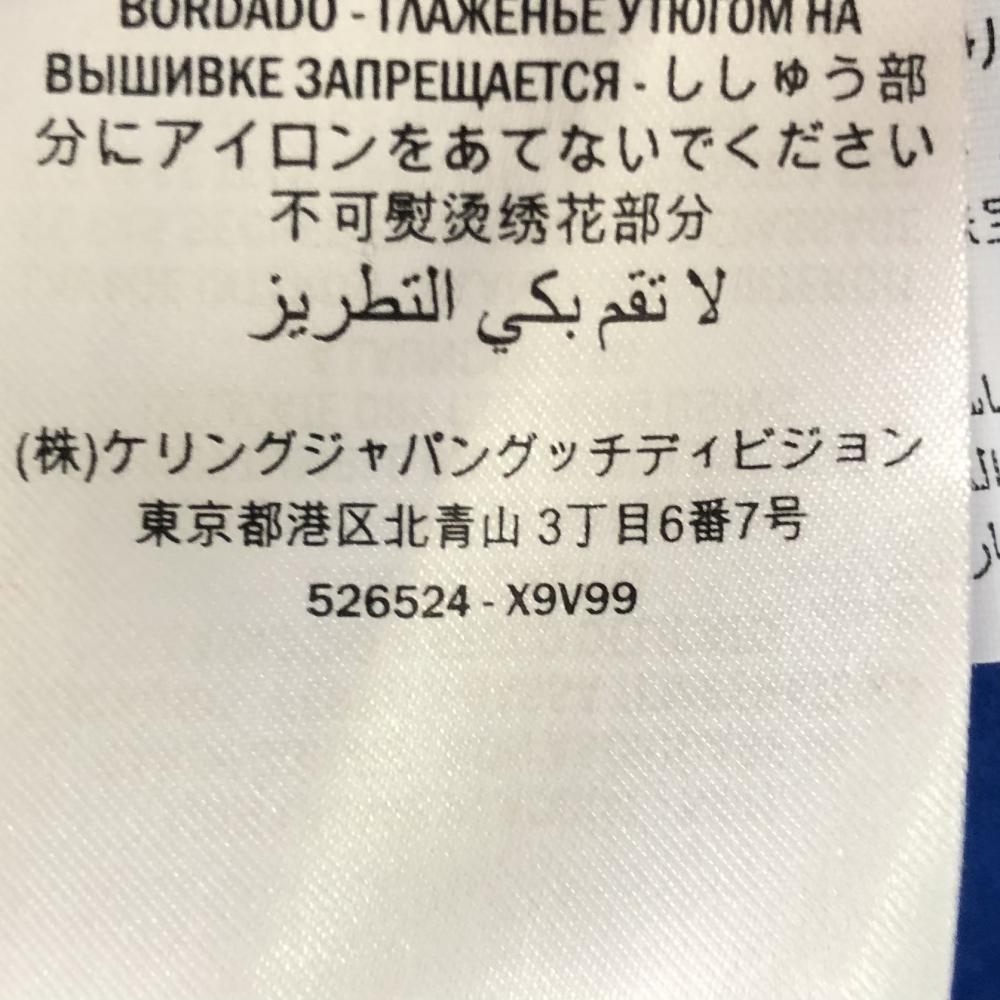 BORDADO - ГЛАЖЕНЬЕ УТЮГОМ НА
ВЫШИВКЕ ЗАПРЕЩАЕТСЯ - ししゅう部
分にアイロンをあてないでください
不可熨烫绣花部分
لا تقم بكي التطريز
(株)ケリングジャパングッチディビジョン
東京都港区北青山 3丁目6番7号
526524 - X9V99